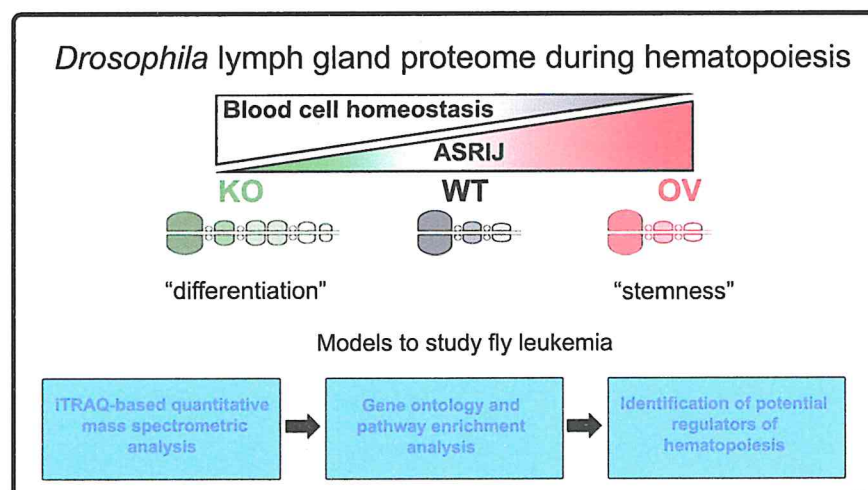 Drosophila lymph gland proteome during hematopoiesis
Blood cell homeostasis
ASRIJ
KO WT OV
"differentiation" "stemness"
Models to study fly leukemia
iTRAQ-based quantitative
mass spectrometric
analysis
Gene ontology and
pathway enrichment
analysis
Identification of potential
regulators of
hematopoiesis